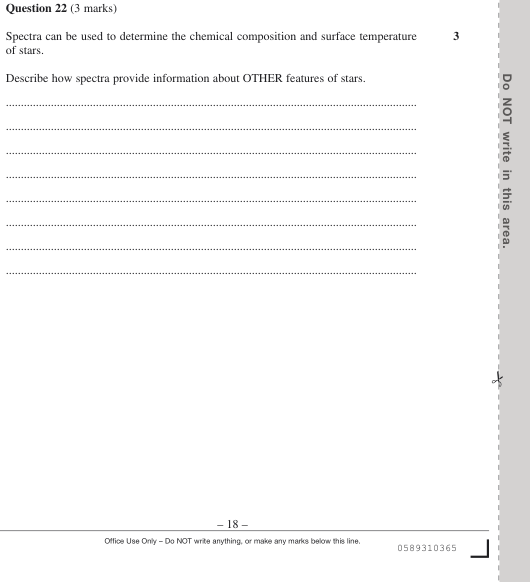 Question 22 (3 marks)
Spectra can be used to determine the chemical composition and surface temperature of stars.
3
Describe how spectra provide information about OTHER features of stars.
Do NOT write in this area.
– 18 –
Office Use Only – Do NOT write anything, or make any marks below this line.
0589310365